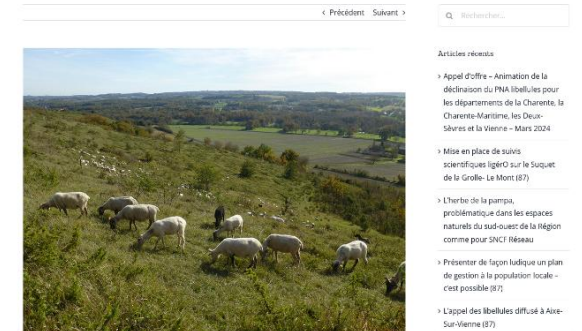 Précédent Suivant
Rechercher...
Articles récents
Appel d'offre – Animation de la
déclinaison du PNA libellules pour
les départements de la Charente, la
Charente-Maritime, les Deux-
Sèvres et la Vienne – Mars 2024
Mise en place de suivis
scientifiques ligérO sur le Suquet
de la Grolle- Le Mont (87)
L'herbe de la pampa,
problématique dans les espaces
naturels du sud-ouest de la Région
comme pour SNCF Réseau
Présenter de façon ludique un plan
de gestion à la population locale –
c'est possible (87)
L'appel des libellules diffusé à Aixe-
Sur-Vienne (87)